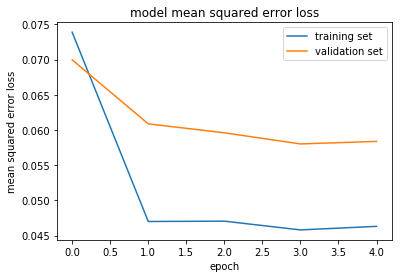 model mean squared error loss
0.075
0.070
0.065
0.060
0.055
0.050
0.045
mean squared error loss
training set
validation set
0.0 0.5 1.0 1.5 2.0 2.5 3.0 3.5 4.0
epoch